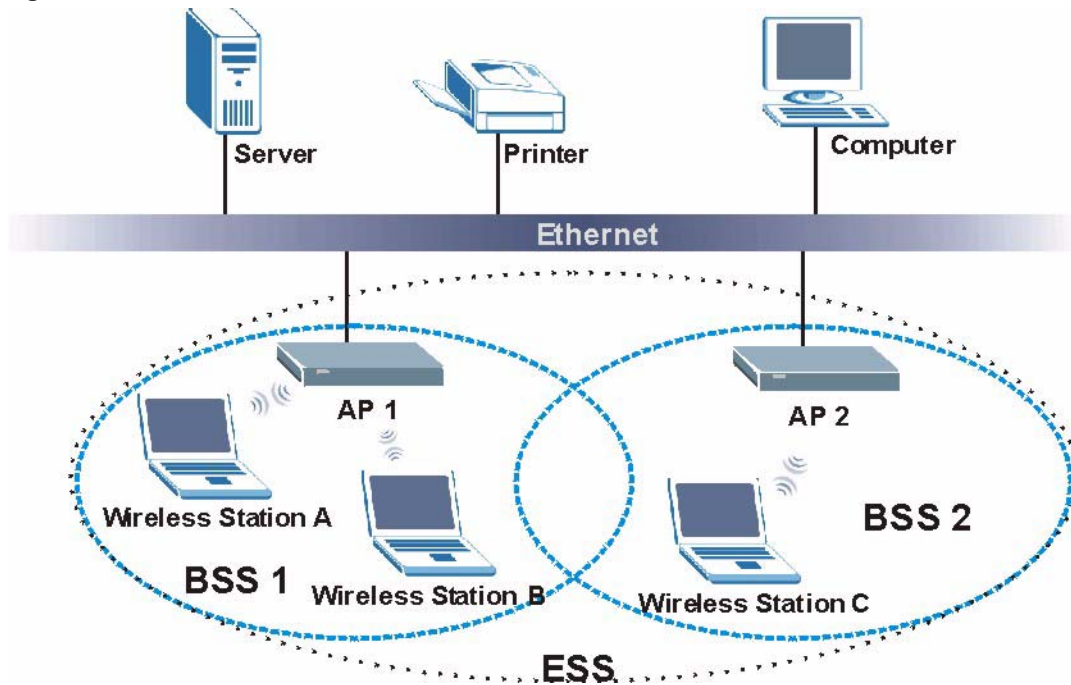 Server
Printer
Computer
Ethernet
AP 1
AP 2
Wireless Station A
BSS 2
BSS 1
Wireless Station B
Wireless Station C
ESS